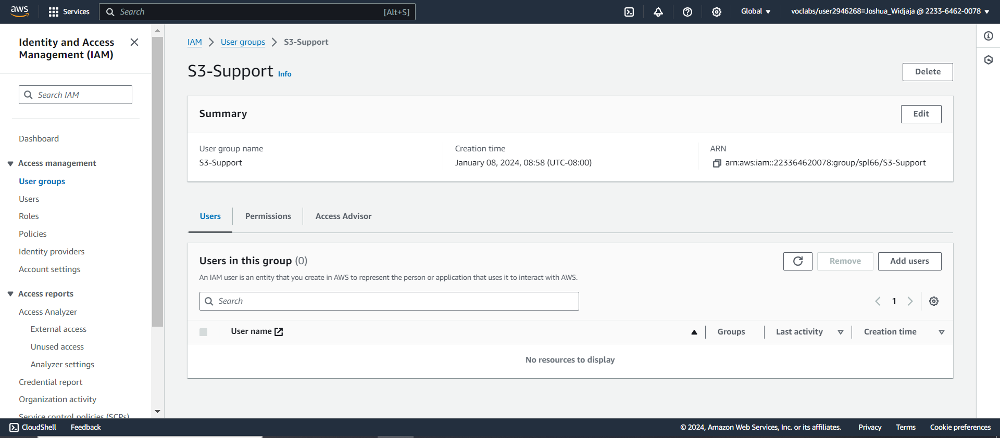 aws
Services
Search
[Alt+S]
Global
voclabs/user2946268=Joshua_Widjaja @ 2233-6462-0078
Identity and Access
Management (IAM)
Search IAM
Dashboard
Access management
User groups
Users
Roles
Policies
Identity providers
Account settings
Access reports
Access Analyzer
External access
Unused access
Analyzer settings
Credential report
Organization activity
Service control policies (SCPs)
IAM
User groups
S3-Support
S3-Support Info
Delete
Summary
Edit
User group name
S3-Support
Creation time
January 08, 2024, 08:58 (UTC-08:00)
ARN
arn:aws:iam::223364620078:group/spl66/S3-Support
Users
Permissions
Access Advisor
Users in this group (0)
Remove
Add users
An IAM user is an entity that you create in AWS to represent the person or application that uses it to interact with AWS.
Search
1
User name
Groups
Last activity
Creation time
No resources to display
CloudShell
Feedback
© 2024, Amazon Web Services, Inc. or its affiliates.
Privacy
Terms
Cookie preferences